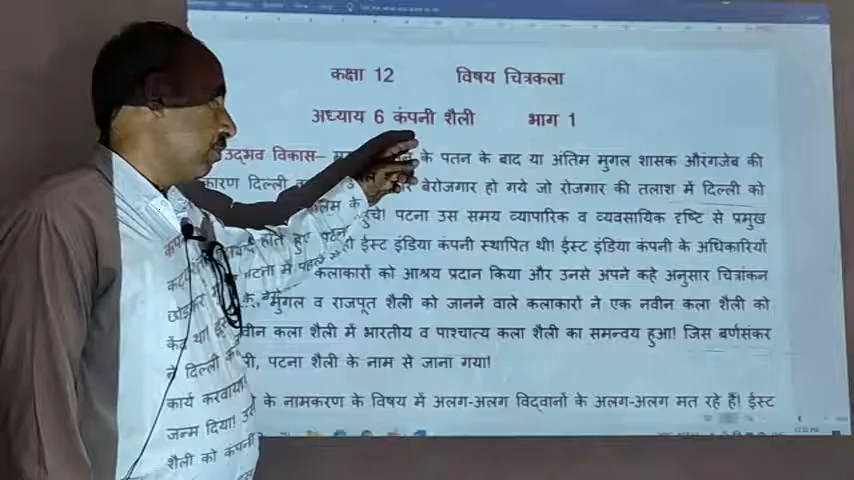 कक्षा 12 विषय चित्रकला
अध्याय 6 कंपनी शैली भाग 1
उद्भव विकास– के पतन के बाद या अंतिम मुगल शासक औरंगजेब की
कारण दिल्ली बेरोजगार हो गये जो रोजगार की तलाश में दिल्ली को
पटना उस समय व्यापारिक व व्यवसायिक दृष्टि से प्रमुख
ईस्ट इंडिया कंपनी स्थापित थी! ईस्ट इंडिया कंपनी के अधिकारियों
कलाकारों को आश्रय प्रदान किया और उनसे अपने कहे अनुसार चित्रांकन
मुगल व राजपूत शैली को जानने वाले कलाकारों ने एक नवीन कला शैली को
नवीन कला शैली में भारतीय व पाश्चात्य कला शैली का समन्वय हुआ! जिस बर्णसंकर
पटना शैली के नाम से जाना गया!
के नामकरण के विषय में अलग-अलग विद्वानों के अलग-अलग मत रहे हैं! ईस्ट
ने दिल्ली
कार्य करवाया!
जन्म दिया!
शैली को कंपनी